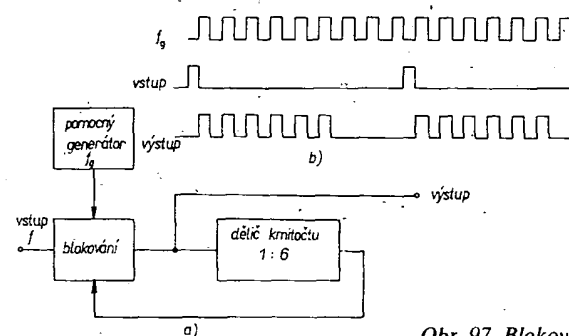 f_g
vstup
výstup
b)
pomocný
generátor
f_g
výstup
vstup
f
blokování
dělič kmitočtu
1 : 6
a)
Obr. 97. Blokov